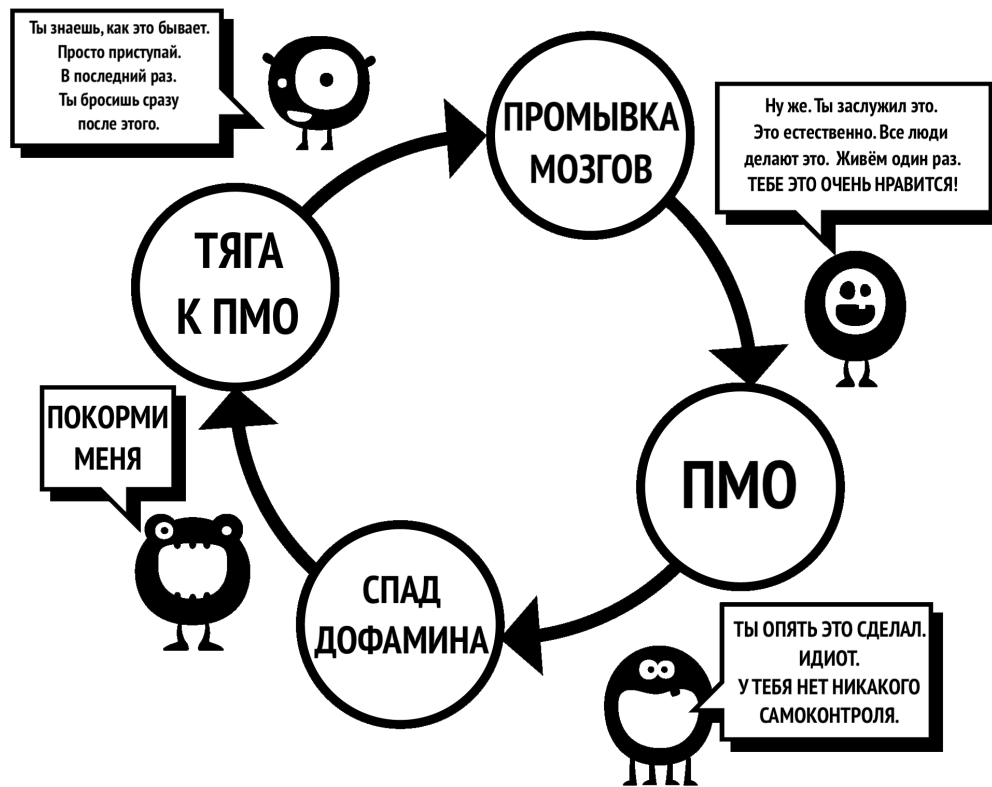 Ты знаешь, как это бывает.
Просто приступай.
В последний раз.
Ты бросишь сразу
после этого.
ПРОМЫВКА
МОЗГОВ
Ну же. Ты заслужил это.
Это естественно. Все люди
делают это. Живём один раз.
ТЕБЕ ЭТО ОЧЕНЬ НРАВИТСЯ!
ТЯГА
К ПМО
ПОКОРМИ
МЕНЯ
ПМО
СПАД
ДОФАМИНА
ТЫ ОПЯТЬ ЭТО СДЕЛАЛ.
ИДИОТ.
У ТЕБЯ НЕТ НИКАКОГО
САМОКОНТРОЛЯ.